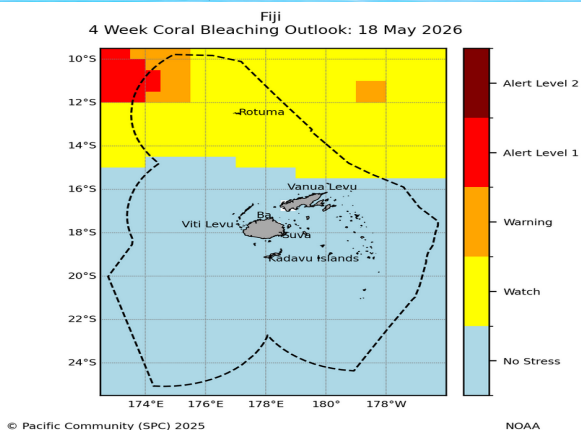 Fiji
4 Week Coral Bleaching Outlook: 18 May 2026
10°S
12°S
14°S
16°S
18°S
20°S
22°S
24°S
174°E
176°E
178°E
180°
178°W
Rotuma
Vanua Levu
Ba
Viti Levu
Suva
Kadavu Islands
Alert Level 2
Alert Level 1
Warning
Watch
No Stress
© Pacific Community (SPC) 2025
NOAA